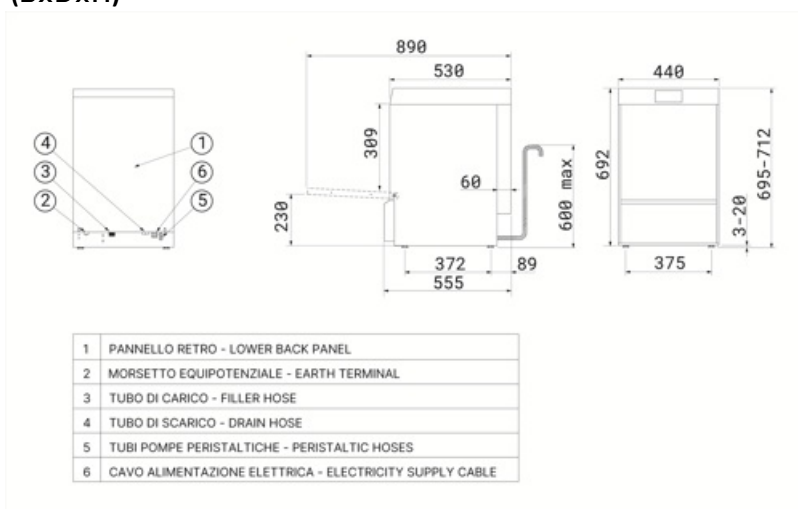 (BxDxH)
890
530
440
4
1
309
3
6
692
695-712
60
600 max
2
5
230
3-20
372
89
375
555
1 PANNELLO RETRO - LOWER BACK PANEL
2 MORSETTO EQUIPOTENZIALE - EARTH TERMINAL
3 TUBO DI CARICO - FILLER HOSE
4 TUBO DI SCARICO - DRAIN HOSE
5 TUBI POMPE PERISTALTICHE - PERISTALTIC HOSES
6 CAVO ALIMENTAZIONE ELETTRICA - ELECTRICITY SUPPLY CABLE